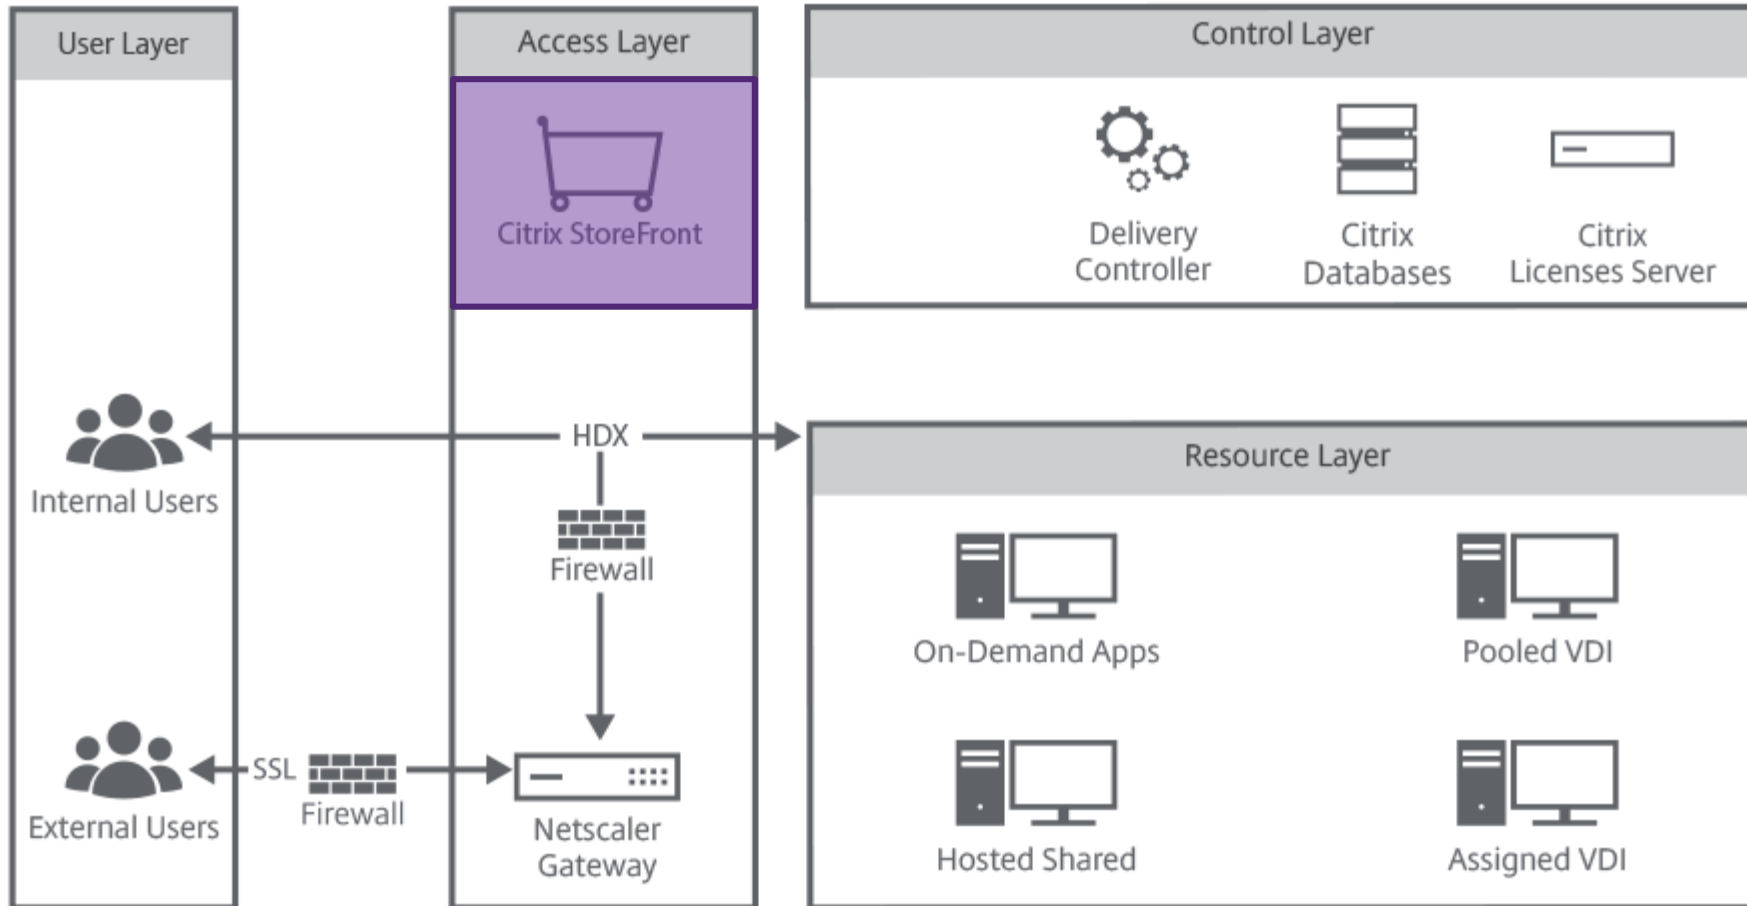 User Layer
Access Layer
Control Layer
Citrix StoreFront
Delivery
Controller
Citrix
Databases
Citrix
Licenses Server
HDX
Internal Users
Firewall
SSL
Firewall
External Users
Netscaler
Gateway
Resource Layer
On-Demand Apps
Pooled VDI
Hosted Shared
Assigned VDI